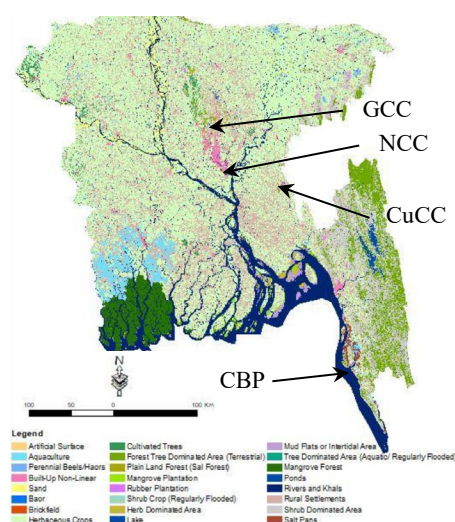 GCC
NCC
CuCC
CBP
N
100 50 0 100 Km
Legend
Artificial Surface
Aquaculture
Perennial Beels/Haors
Built-Up Non-Linear
Sand
Baor
Brickfield
Herbaceous Crops
Cultivated Trees
Forest Tree Dominated Area (Terrestrial)
Plain Land Forest (Sal Forest)
Mangrove Plantation
Rubber Plantation
Shrub Crop (Regularly Flooded)
Herb Dominated Area
Lake
Mud Flats or Intertidal Area
Tree Dominated Area (Aquatic/ Regularly Flooded)
Mangrove Forest
Ponds
Rivers and Khals
Rural Settlements
Shrub Dominated Area
Salt Pans